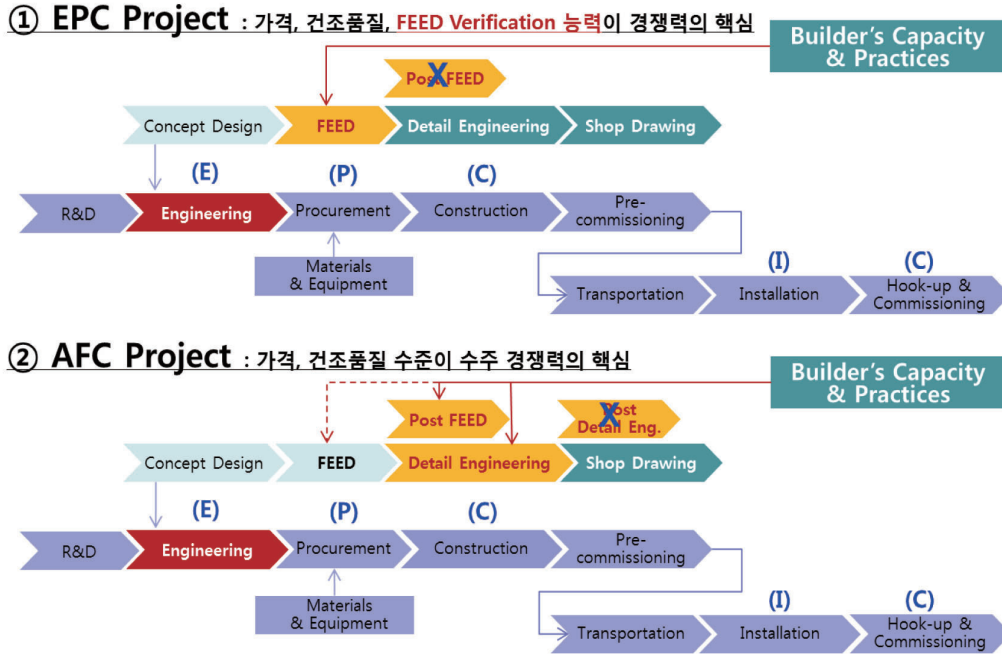 ① EPC Project : 가격, 건조품질, FEED Verification 능력이 경쟁력의 핵심
Builder's Capacity
& Practices
Post FEED
X
Concept Design
FEED
Detail Engineering
Shop Drawing
(E)
(P)
(C)
R&D
Engineering
Procurement
Construction
Pre-
commissioning
Materials
& Equipment
(I)
(C)
Transportation
Installation
Hook-up &
Commissioning
② AFC Project : 가격, 건조품질 수준이 수주 경쟁력의 핵심
Builder's Capacity
& Practices
Post FEED
Post
Detail Eng.
X
Concept Design
FEED
Detail Engineering
Shop Drawing
(E)
(P)
(C)
R&D
Engineering
Procurement
Construction
Pre-
commissioning
Materials
& Equipment
(I)
(C)
Transportation
Installation
Hook-up &
Commissioning